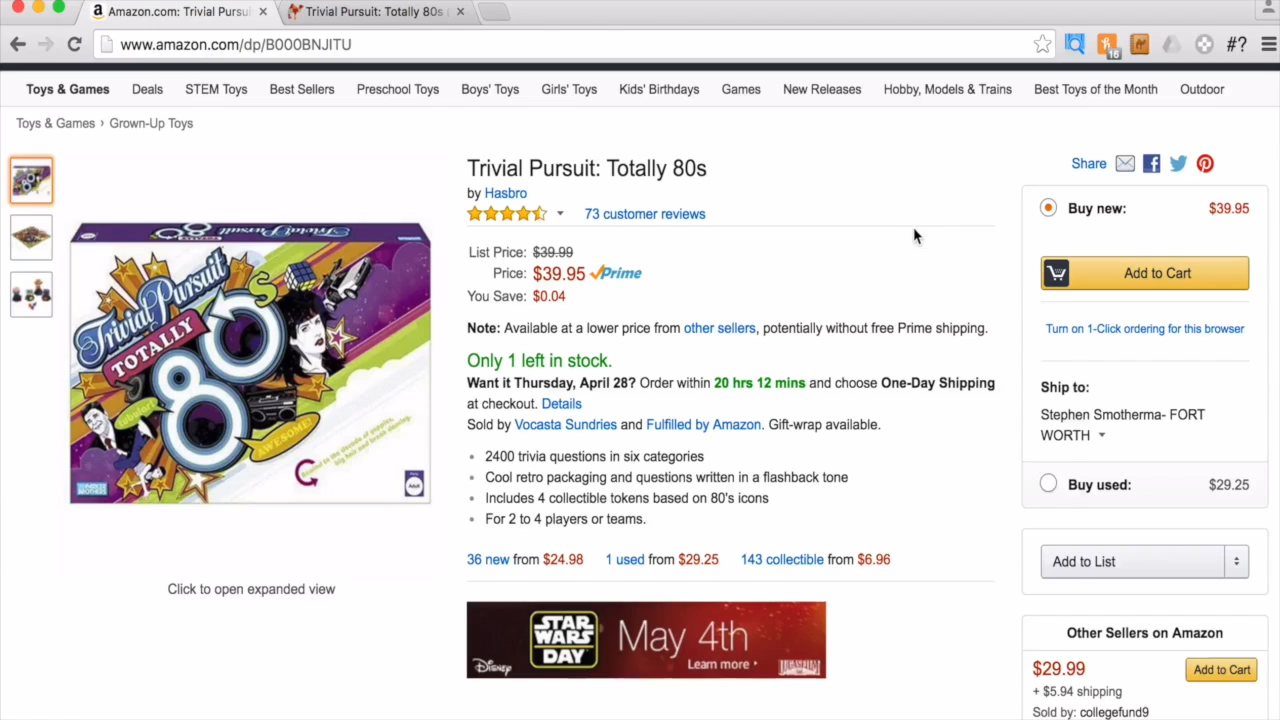 Amazon.com: Trivial Pursu
Trivial Pursuit: Totally 80s
www.amazon.com/dp/B000BNJITU
16
#?
Toys & Games Deals STEM Toys Best Sellers Preschool Toys Boys' Toys Girls' Toys Kids' Birthdays Games New Releases Hobby, Models & Trains Best Toys of the Month Outdoor
Toys & Games › Grown-Up Toys
Trivial Pursuit
TOTALLY
80s
tubular!
AWESOME!
Click to open expanded view
Trivial Pursuit: Totally 80s
by Hasbro
73 customer reviews
List Price: $39.99
Price: $39.95 Prime
You Save: $0.04
Note: Available at a lower price from other sellers, potentially without free Prime shipping.
Only 1 left in stock.
Want it Thursday, April 28? Order within 20 hrs 12 mins and choose One-Day Shipping
at checkout. Details
Sold by Vocasta Sundries and Fulfilled by Amazon. Gift-wrap available.
2400 trivia questions in six categories
Cool retro packaging and questions written in a flashback tone
Includes 4 collectible tokens based on 80's icons
For 2 to 4 players or teams.
36 new from $24.98 1 used from $29.25 143 collectible from $6.96
STAR
WARS
DAY
May 4th
Learn more
Disney
LUCASFILM
Share
Buy new: $39.95
Add to Cart
Turn on 1-Click ordering for this browser
Ship to:
Stephen Smotherma- FORT
WORTH
Buy used: $29.25
Add to List
Other Sellers on Amazon
$29.99 Add to Cart
+ $5.94 shipping
Sold by: collegefund9